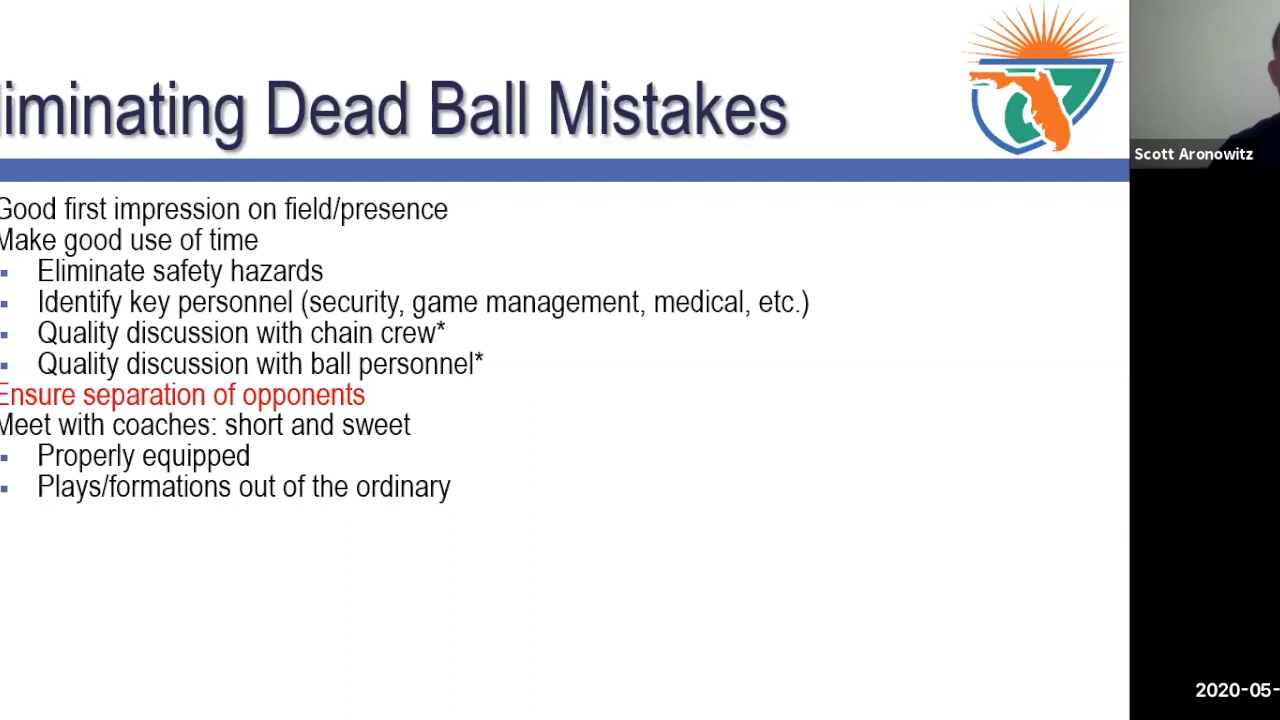 liminating Dead Ball Mistakes
Good first impression on field/presence
Make good use of time
▪ Eliminate safety hazards
▪ Identify key personnel (security, game management, medical, etc.)
▪ Quality discussion with chain crew*
▪ Quality discussion with ball personnel*
Ensure separation of opponents
Meet with coaches: short and sweet
▪ Properly equipped
▪ Plays/formations out of the ordinary
Scott Aronowitz
2020-05-